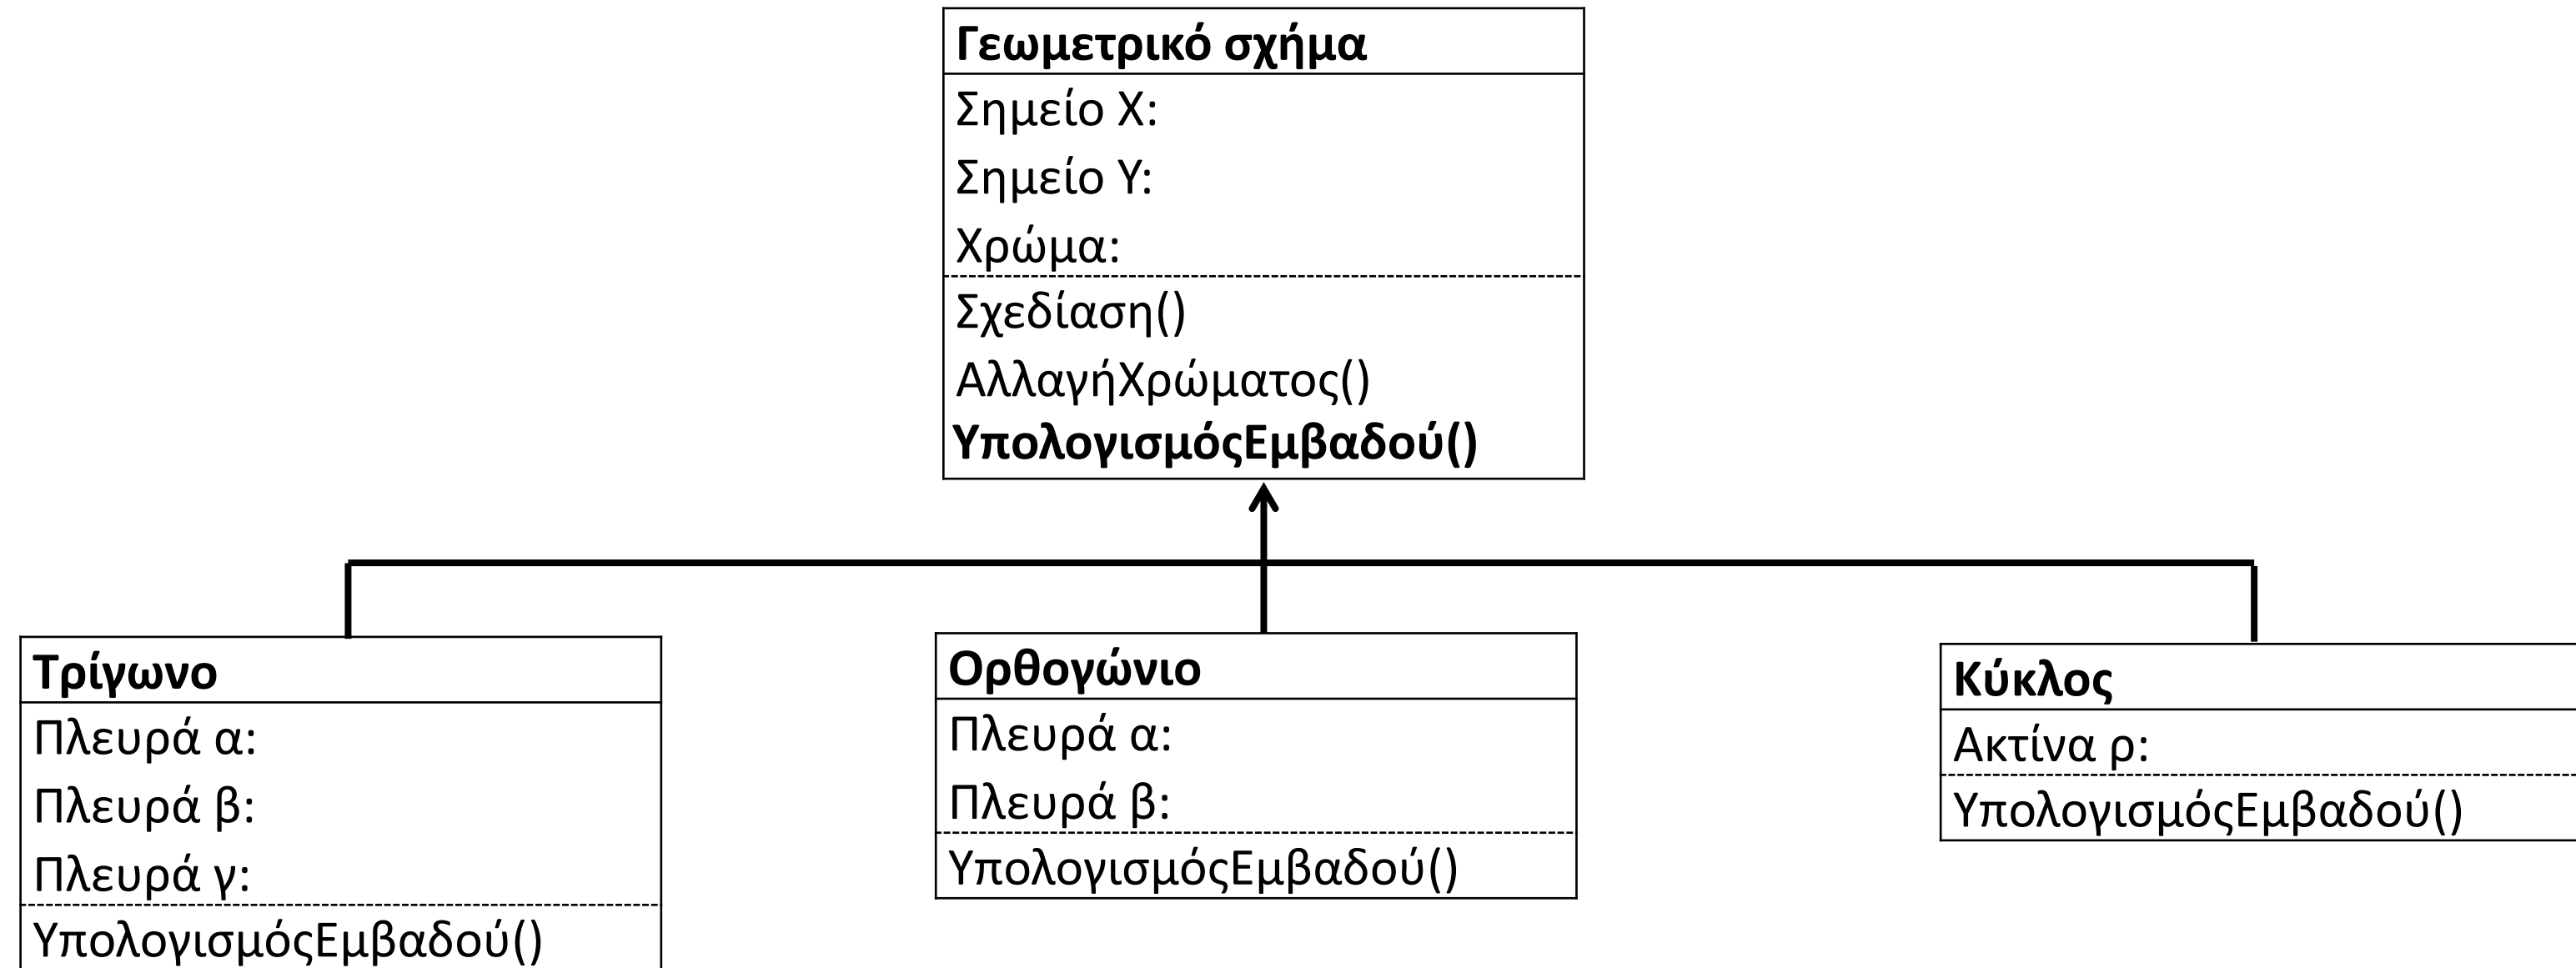 Γεωμετρικό σχήμα
Σημείο Χ:
Σημείο Υ:
Χρώμα:
Σχεδίαση()
ΑλλαγήΧρώματος()
ΥπολογισμόςΕμβαδού()
Τρίγωνο
Πλευρά α:
Πλευρά β:
Πλευρά γ:
ΥπολογισμόςΕμβαδού()
Ορθογώνιο
Πλευρά α:
Πλευρά β:
ΥπολογισμόςΕμβαδού()
Κύκλος
Ακτίνα ρ:
ΥπολογισμόςΕμβαδού()